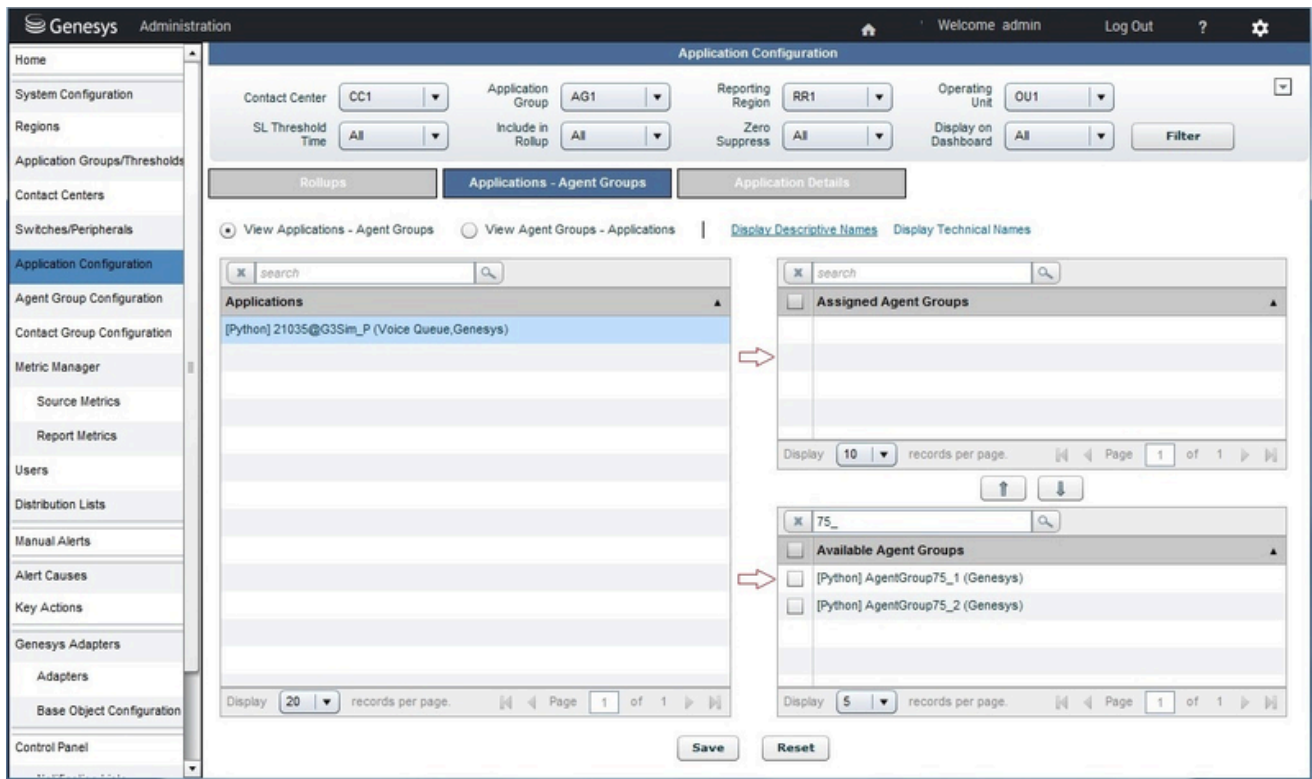 Genesys Administration Welcome admin Log Out ?
Home
System Configuration
Regions
Application Groups/Thresholds
Contact Centers
Switches/Peripherals
Application Configuration
Agent Group Configuration
Contact Group Configuration
Metric Manager
Source Metrics
Report Metrics
Users
Distribution Lists
Manual Alerts
Alert Causes
Key Actions
Genesys Adapters
Adapters
Base Object Configuration
Control Panel
Application Configuration
Contact Center CC1 Application Group AG1 Reporting Region RR1 Operating Unit OU1
SL Threshold Time All Include in Rollup All Zero Suppress All Display on Dashboard All Filter
Rollups Applications - Agent Groups Application Details
View Applications - Agent Groups View Agent Groups - Applications | Display Descriptive Names Display Technical Names
search
Applications
[Python] 21035@G3Sim_P (Voice Queue,Genesys)
Display 20 records per page. Page 1 of 1
search
Assigned Agent Groups
Display 10 records per page. Page 1 of 1
75_
Available Agent Groups
[Python] AgentGroup75_1 (Genesys)
[Python] AgentGroup75_2 (Genesys)
Display 5 records per page. Page 1 of 1
Save Reset